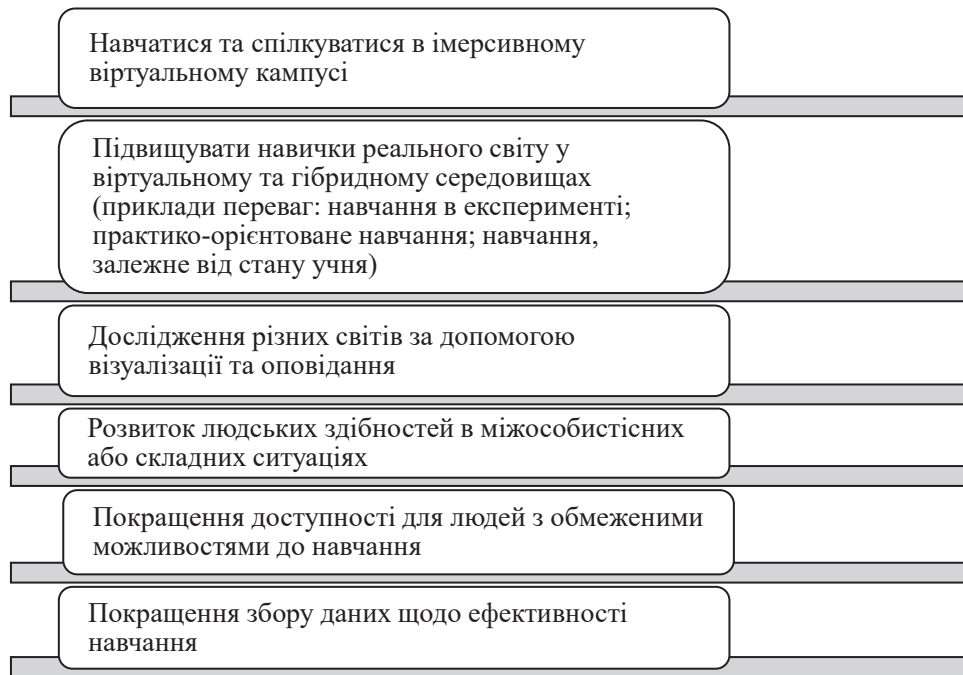 Навчатися та спілкуватися в імерсивному
віртуальному кампусі
Підвищувати навички реального світу у
віртуальному та гібридному середовищах
(приклади переваг: навчання в експерименті;
практико-орієнтоване навчання; навчання,
залежне від стану учня)
Дослідження різних світів за допомогою
візуалізації та оповідання
Розвиток людських здібностей в міжособистісних
або складних ситуаціях
Покращення доступності для людей з обмеженими
можливостями до навчання
Покращення збору даних щодо ефективності
навчання